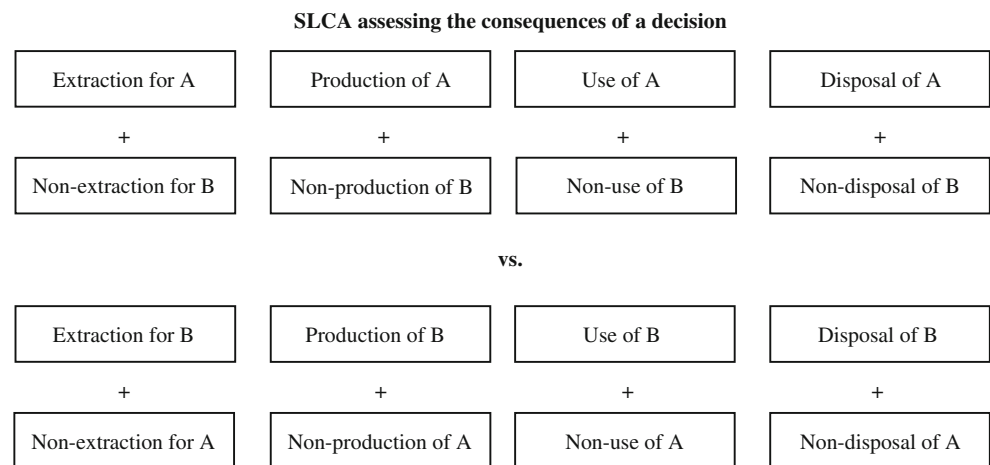 SLCA assessing the consequences of a decision
Extraction for A Production of A Use of A Disposal of A
+ + + +
Non-extraction for B Non-production of B Non-use of B Non-disposal of B
vs.
Extraction for B Production of B Use of B Disposal of B
+ + + +
Non-extraction for A Non-production of A Non-use of A Non-disposal of A